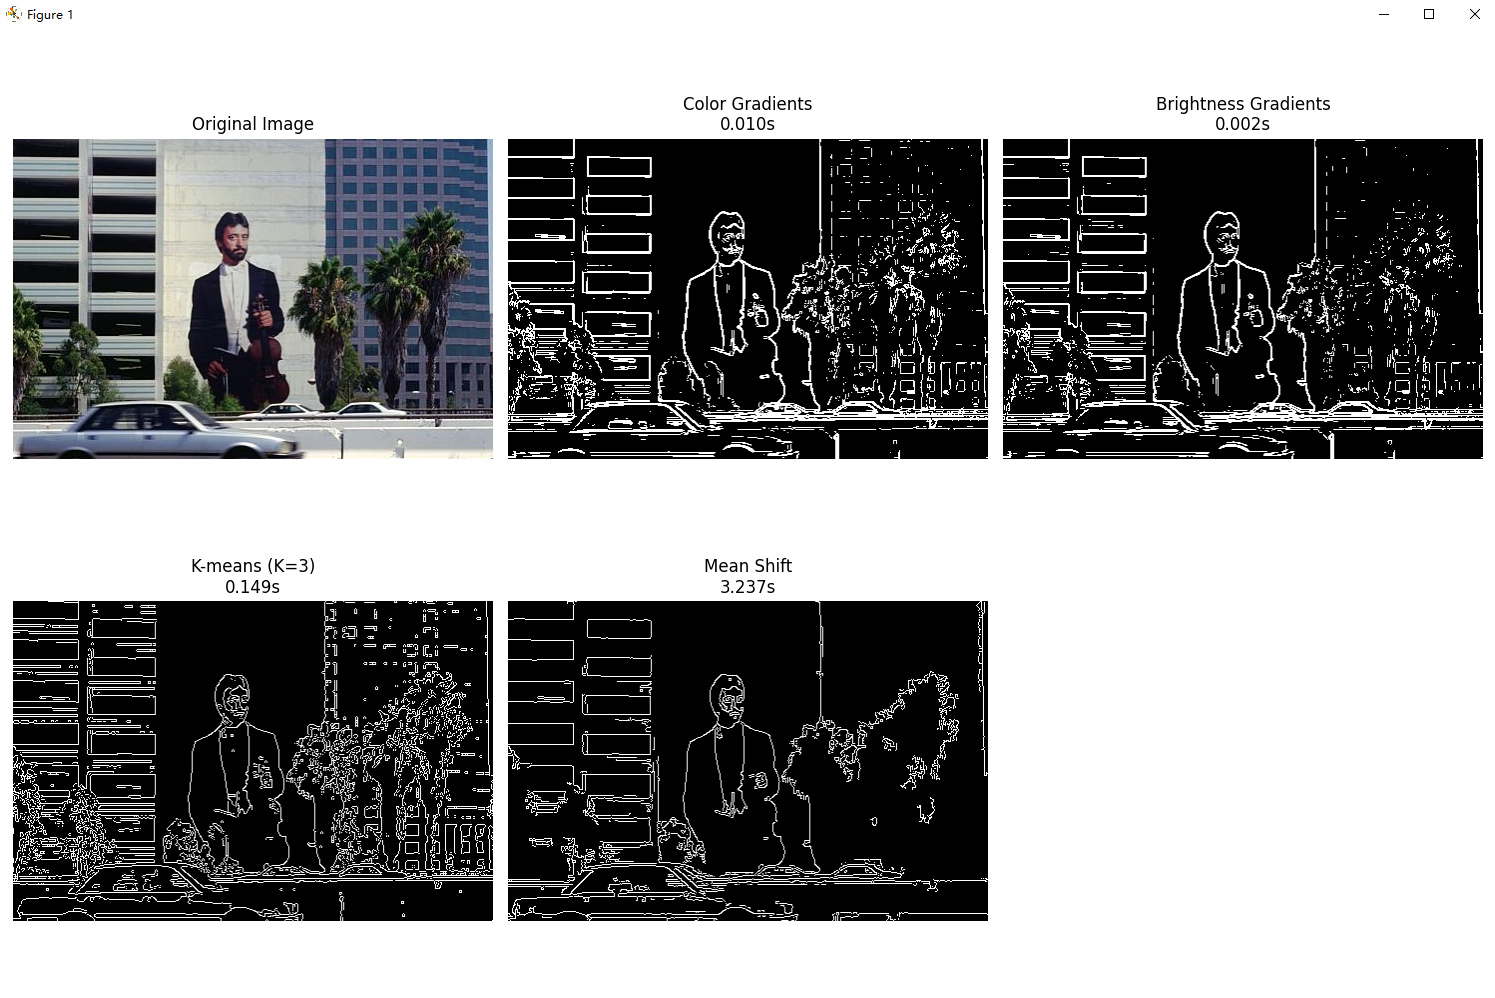 Figure 1
Original Image
Color Gradients
0.010s
Brightness Gradients
0.002s
K-means (K=3)
0.149s
Mean Shift
3.237s